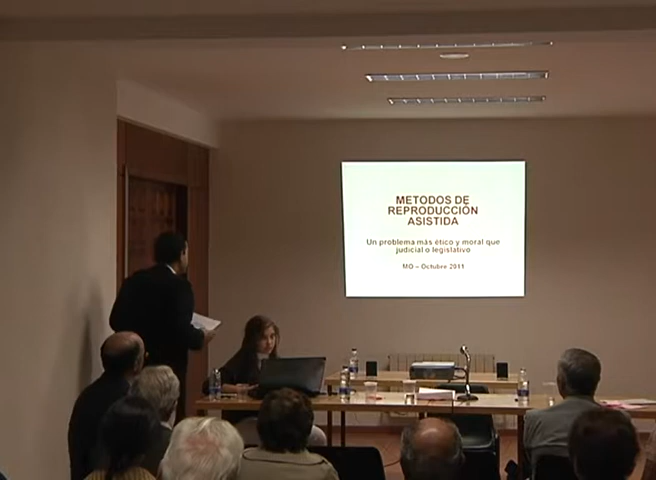 METODOS DE
REPRODUCCIÓN
ASISTIDA
Un problema más ético y moral que
judicial o legislativo
MO – Octubre 2011